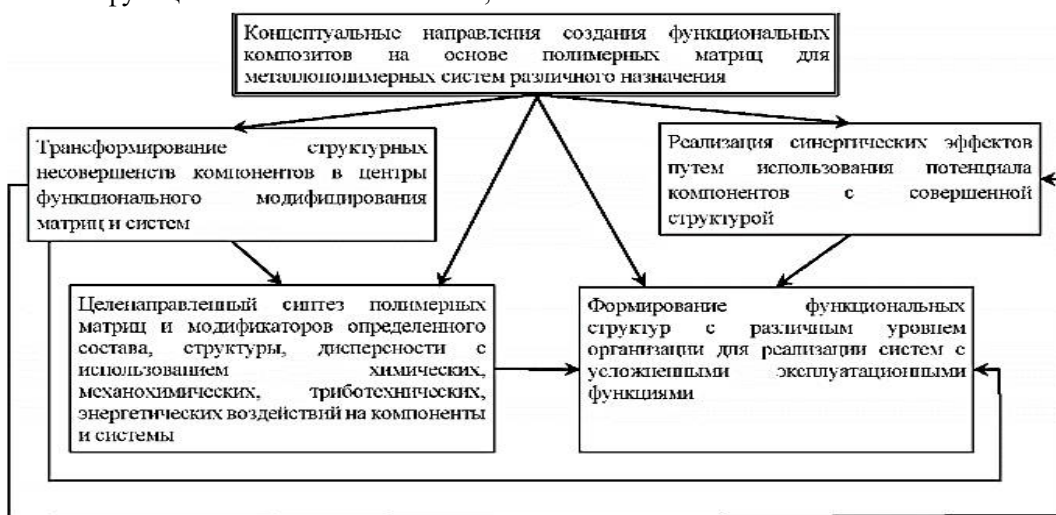 Концептуальные направления создания функциональных
композитов на основе полимерных матриц для
металлополимерных систем различного назначения
Трансформирование структурных
несовершенств компонентов в центры
функционального модифицирования
матриц и систем
Реализация синергических эффектов
путем использования потенциала
компонентов с совершенной
структурой
Целенаправленный синтез полимерных
матриц и модификаторов определенного
состава, структуры, дисперсности с
использованием химических,
механохимических, триботехнических,
энергетических воздействий на компоненты
и системы
Формирование функциональных
структур с различным уровнем
организации для реализации систем с
усложненными эксплуатационными
функциями